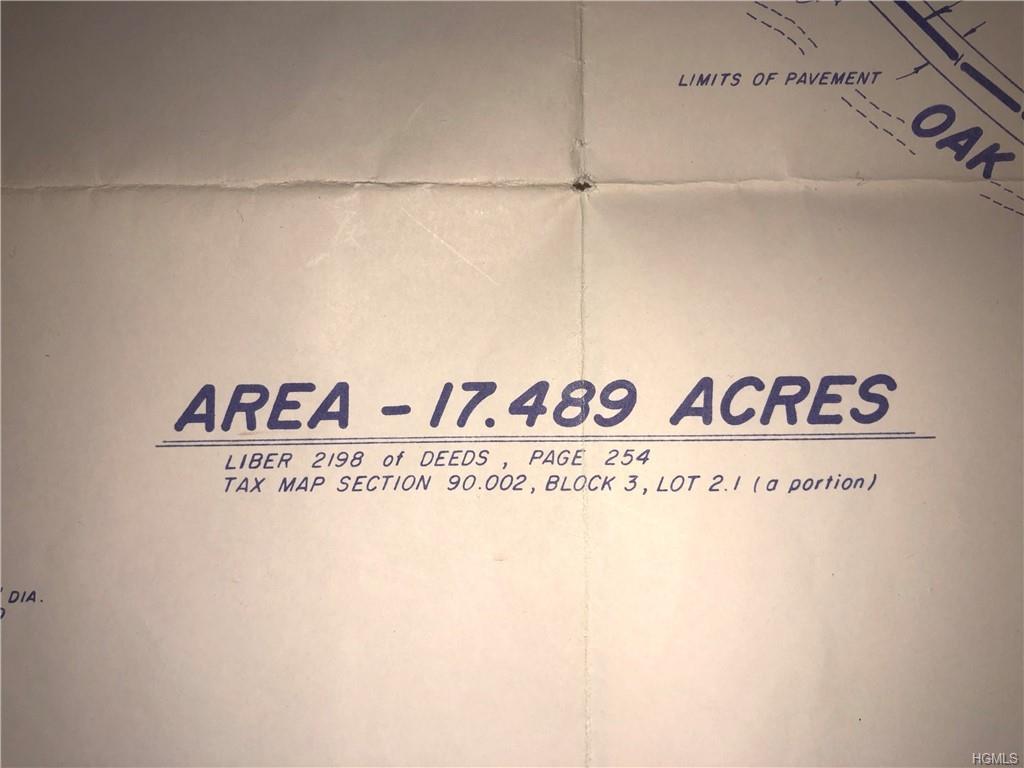 LIMITS OF PAVEMENT
OAK
AREA - 17.489 ACRES
LIBER 2198 of DEEDS, PAGE 254
TAX MAP SECTION 90.002, BLOCK 3, LOT 2.1 (a portion)
DIA.
HGMLS